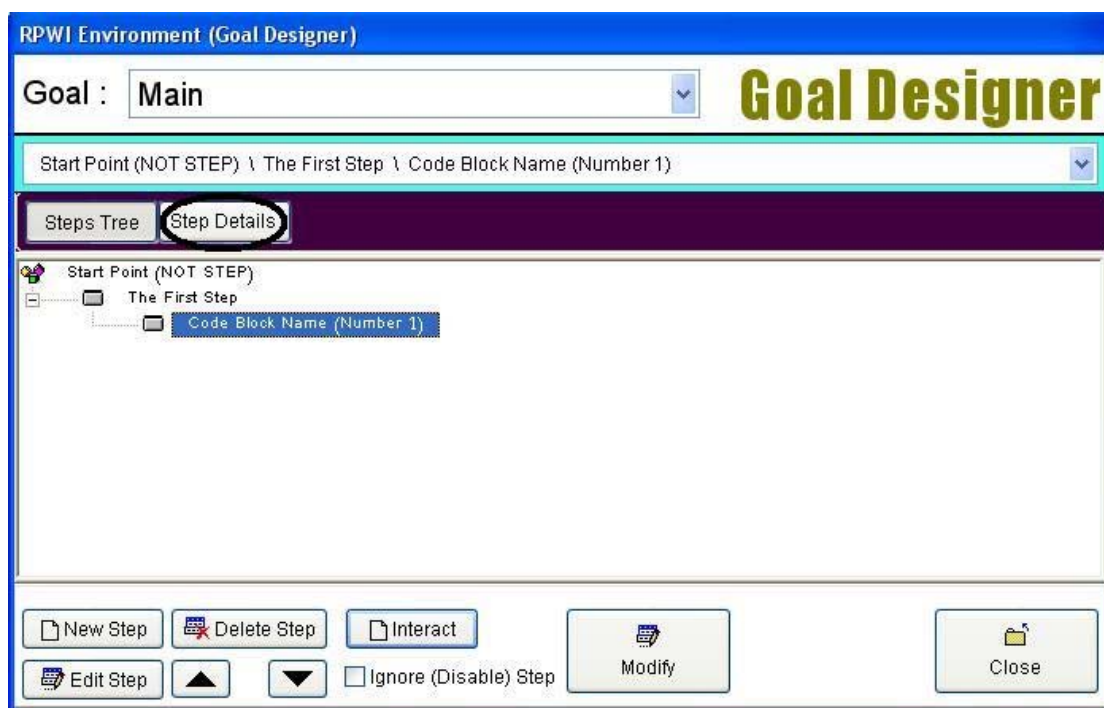 RPWI Environment (Goal Designer)
Goal : Main
Goal Designer
Start Point (NOT STEP) \ The First Step \ Code Block Name (Number 1)
Steps Tree Step Details
Start Point (NOT STEP)
The First Step
Code Block Name (Number 1)
New Step Delete Step Interact
Edit Step Ignore (Disable) Step Modify Close